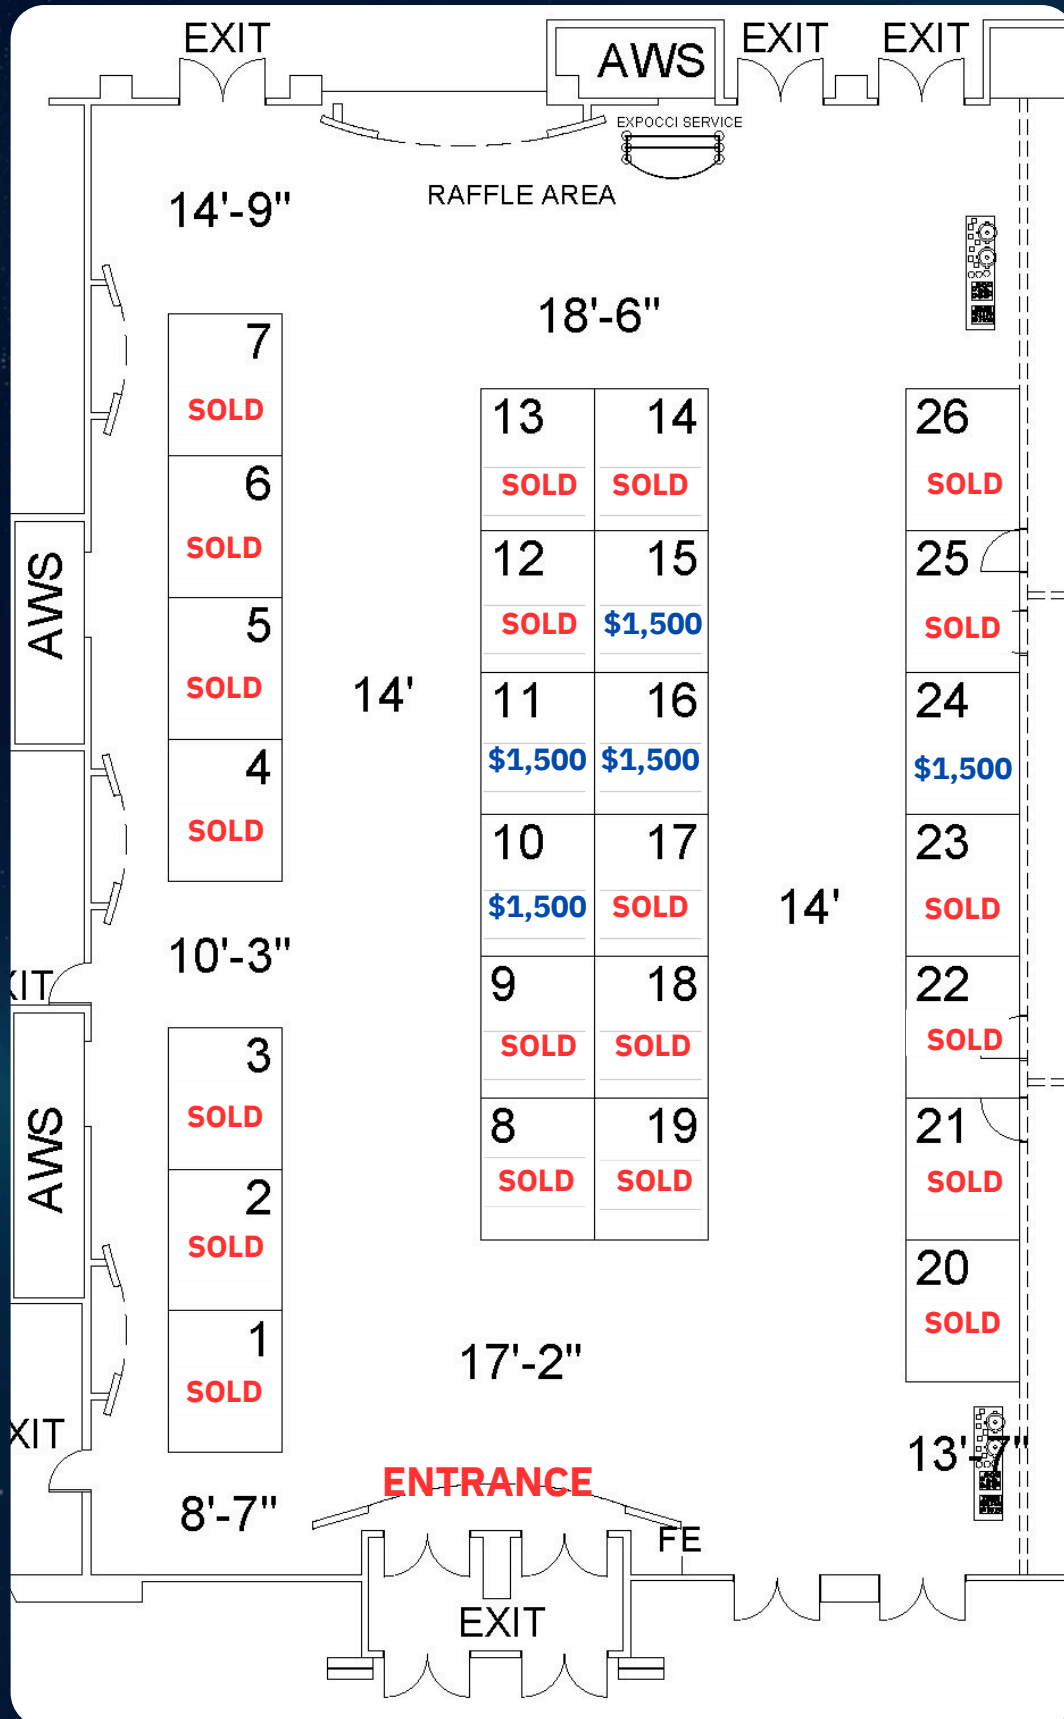 EXIT
AWS
EXIT
EXIT
EXPOCCI SERVICE
RAFFLE AREA
14'-9"
18'-6"
7
SOLD
6
SOLD
5
SOLD
4
SOLD
AWS
14'
13
SOLD
14
SOLD
12
SOLD
15
$1,500
11
$1,500
16
$1,500
10
$1,500
17
SOLD
9
SOLD
18
SOLD
8
SOLD
19
SOLD
26
SOLD
25
SOLD
24
$1,500
23
SOLD
22
SOLD
21
SOLD
20
SOLD
14'
10'-3"
XIT
AWS
3
SOLD
2
SOLD
1
SOLD
XIT
17'-2"
13'-7"
8'-7"
ENTRANCE
FE
EXIT